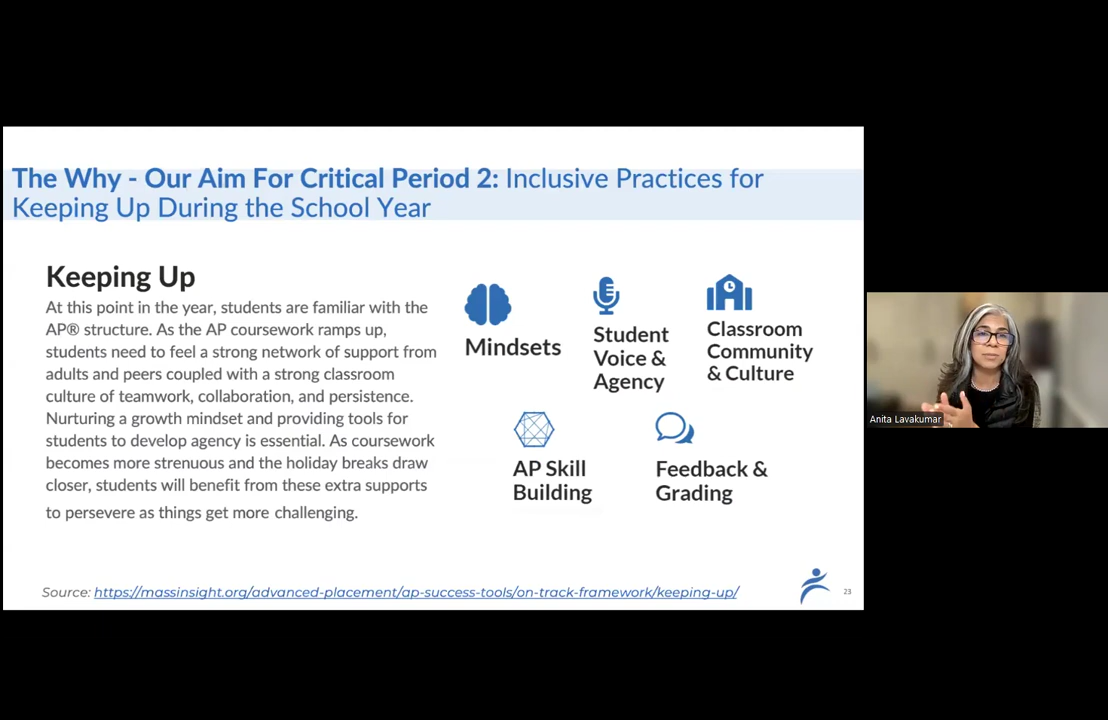 The Why - Our Aim For Critical Period 2: Inclusive Practices for
Keeping Up During the School Year
Keeping Up
At this point in the year, students are familiar with the
AP® structure. As the AP coursework ramps up,
students need to feel a strong network of support from
adults and peers coupled with a strong classroom
culture of teamwork, collaboration, and persistence.
Nurturing a growth mindset and providing tools for
students to develop agency is essential. As coursework
becomes more strenuous and the holiday breaks draw
closer, students will benefit from these extra supports
to persevere as things get more challenging.
Mindsets
Student
Voice &
Agency
Classroom
Community
& Culture
AP Skill
Building
Feedback &
Grading
Source: https://massinsight.org/advanced-placement/ap-success-tools/on-track-framework/keeping-up/
23
Anita Lavakumar